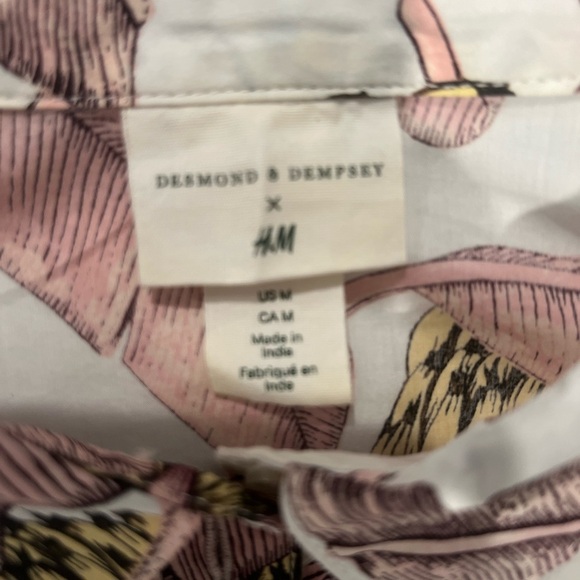 DESMOND & DEMPSEY
X
H&M
US M
CA M
Made in
India
Fabriqué en
Inde